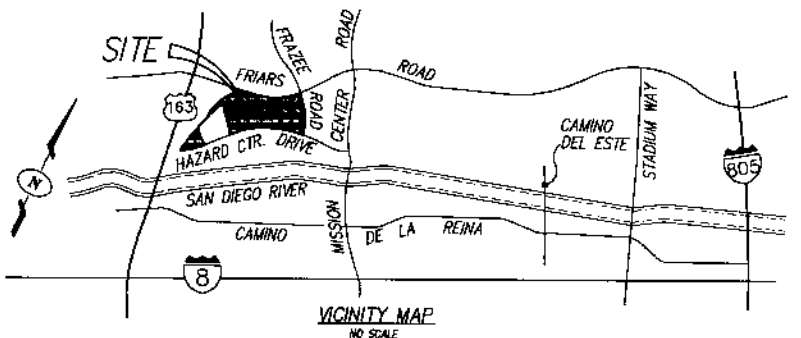 SITE
FRIARS ROAD
FRAZEE ROAD
MISSION CENTER ROAD
163
HAZARD CTR. DRIVE
SAN DIEGO RIVER
CAMINO DE LA REINA
CAMINO
DEL ESTE
STADIUM WAY
805
N
8
VICINITY MAP
NO SCALE